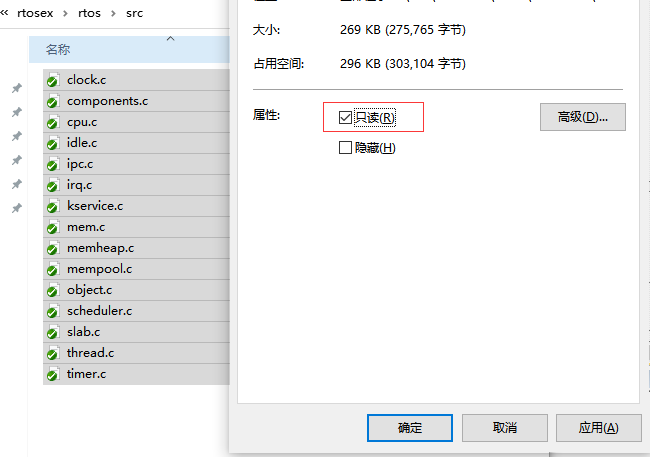 « rtosex › rtos › src
名称
clock.c
components.c
cpu.c
idle.c
ipc.c
irq.c
kservice.c
mem.c
memheap.c
mempool.c
object.c
scheduler.c
slab.c
thread.c
timer.c
大小: 269 KB (275,765 字节)
占用空间: 296 KB (303,104 字节)
属性: 只读(R) 高级(D)...
隐藏(H)
确定 取消 应用(A)